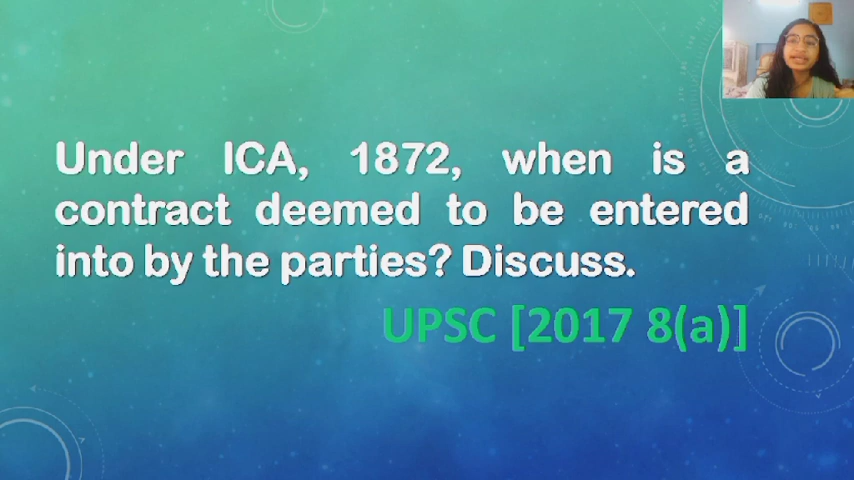 Under ICA, 1872, when is a
contract deemed to be entered
into by the parties? Discuss.
UPSC [2017 8(a)]